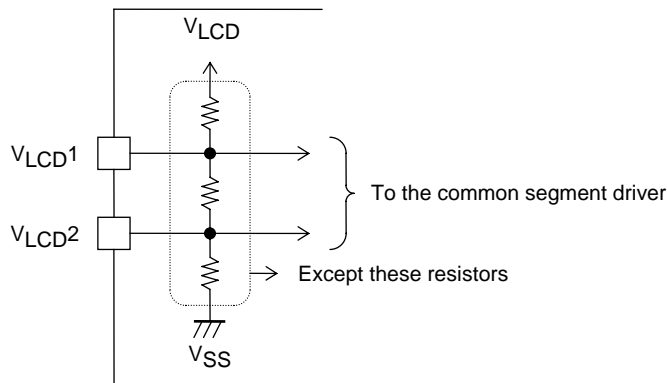 VLCD
VLCD1
To the common segment driver
VLCD2
Except these resistors
VSS